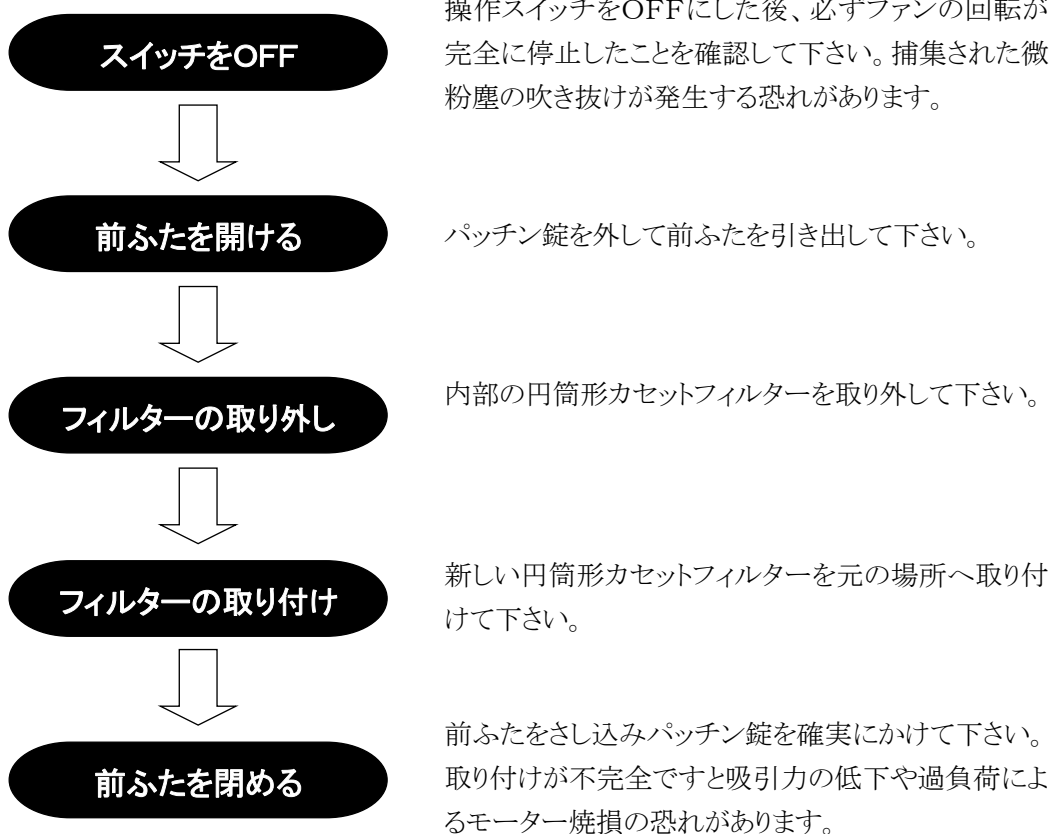 スイッチをOFF
操作スイッチをOFFにした後、必ずファンの回転が
完全に停止したことを確認して下さい。捕集された微
粉塵の吹き抜けが発生する恐れがあります。
前ふたを開ける
パッチン錠を外して前ふたを引き出して下さい。
フィルターの取り外し
内部の円筒形カセットフィルターを取り外して下さい。
フィルターの取り付け
新しい円筒形カセットフィルターを元の場所へ取り付
けて下さい。
前ふたを閉める
前ふたをさし込みパッチン錠を確実にかけて下さい。
取り付けが不完全ですと吸引力の低下や過負荷によ
るモーター焼損の恐れがあります。